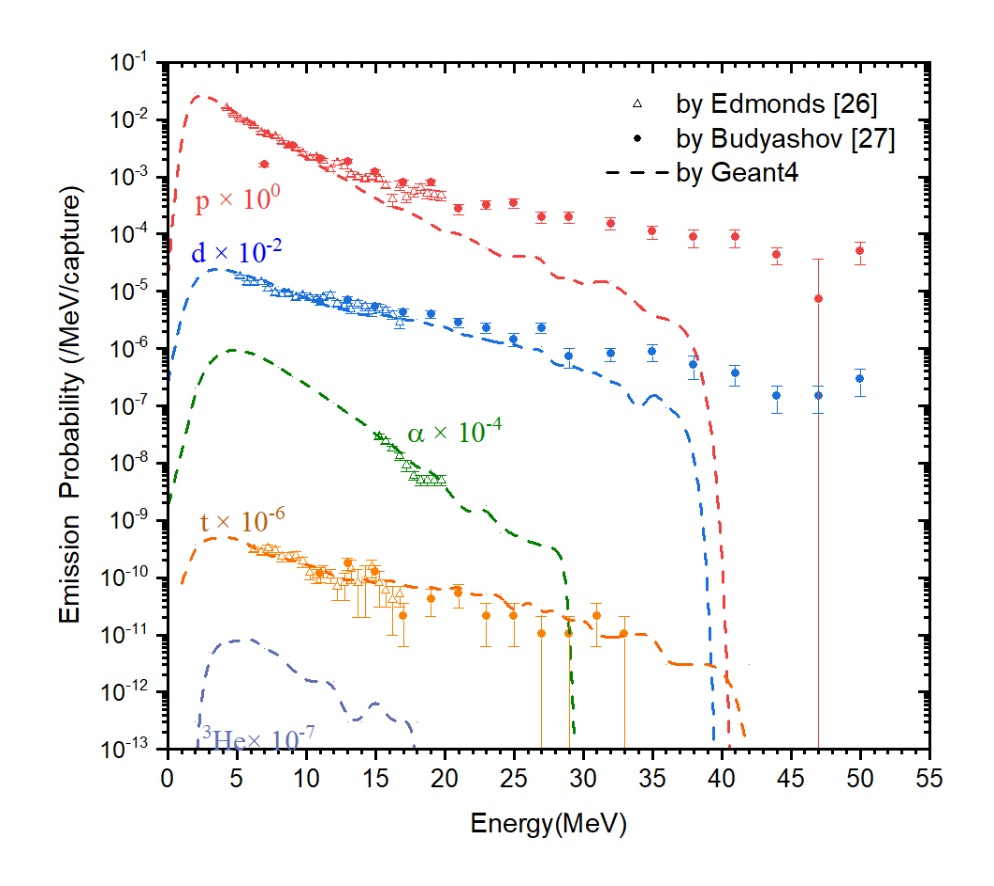 by Edmonds [26]
by Budyashov [27]
by Geant4
p × 10⁰
d × 10⁻²
α × 10⁻⁴
t × 10⁻⁶
³He× 10⁻⁷
Emission Probability (/MeV/capture)
10⁻¹
10⁻²
10⁻³
10⁻⁴
10⁻⁵
10⁻⁶
10⁻⁷
10⁻⁸
10⁻⁹
10⁻¹⁰
10⁻¹¹
10⁻¹²
10⁻¹³
0 5 10 15 20 25 30 35 40 45 50 55
Energy(MeV)